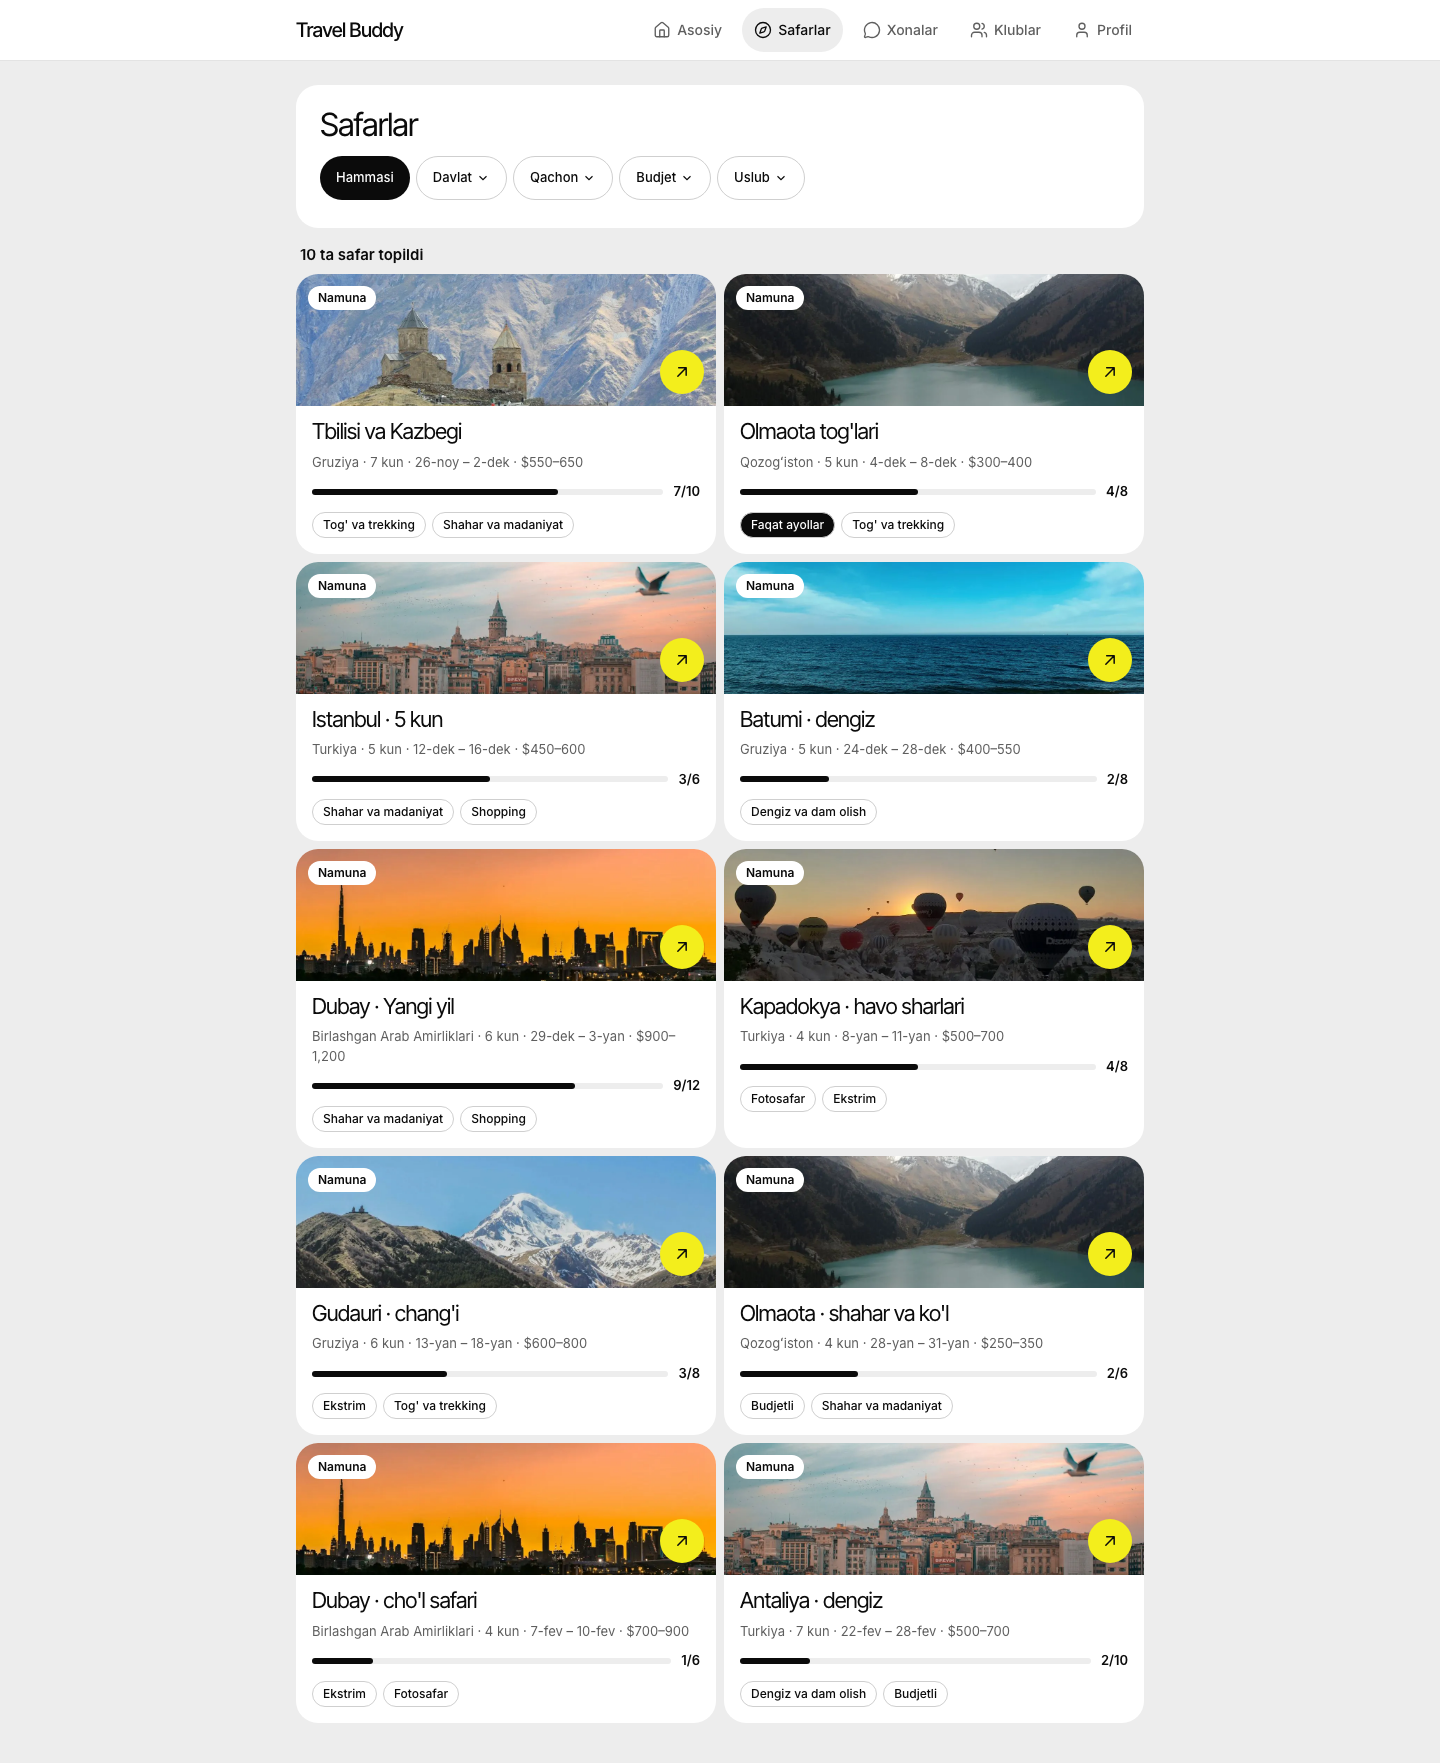 Travel Buddy
Asosiy
Safarlar
Xonalar
Klublar
Profil
Safarlar
Hammasi
Davlat
Qachon
Budjet
Uslub
10 ta safar topildi
Namuna
Tbilisi va Kazbegi
Gruziya · 7 kun · 26-noy – 2-dek · $550–650
7/10
Tog' va trekking
Shahar va madaniyat
Namuna
Olmaota tog'lari
Qozogʻiston · 5 kun · 4-dek – 8-dek · $300–400
4/8
Faqat ayollar
Tog' va trekking
Namuna
Istanbul · 5 kun
Turkiya · 5 kun · 12-dek – 16-dek · $450–600
3/6
Shahar va madaniyat
Shopping
Namuna
Batumi · dengiz
Gruziya · 5 kun · 24-dek – 28-dek · $400–550
2/8
Dengiz va dam olish
Namuna
Dubay · Yangi yil
Birlashgan Arab Amirliklari · 6 kun · 29-dek – 3-yan · $900–
1,200
9/12
Shahar va madaniyat
Shopping
Namuna
Kapadokya · havo sharlari
Turkiya · 4 kun · 8-yan – 11-yan · $500–700
4/8
Fotosafar
Ekstrim
Namuna
Gudauri · chang'i
Gruziya · 6 kun · 13-yan – 18-yan · $600–800
3/8
Ekstrim
Tog' va trekking
Namuna
Olmaota · shahar va ko'l
Qozogʻiston · 4 kun · 28-yan – 31-yan · $250–350
2/6
Budjetli
Shahar va madaniyat
Namuna
Dubay · cho'l safari
Birlashgan Arab Amirliklari · 4 kun · 7-fev – 10-fev · $700–900
1/6
Ekstrim
Fotosafar
Namuna
Antaliya · dengiz
Turkiya · 7 kun · 22-fev – 28-fev · $500–700
2/10
Dengiz va dam olish
Budjetli